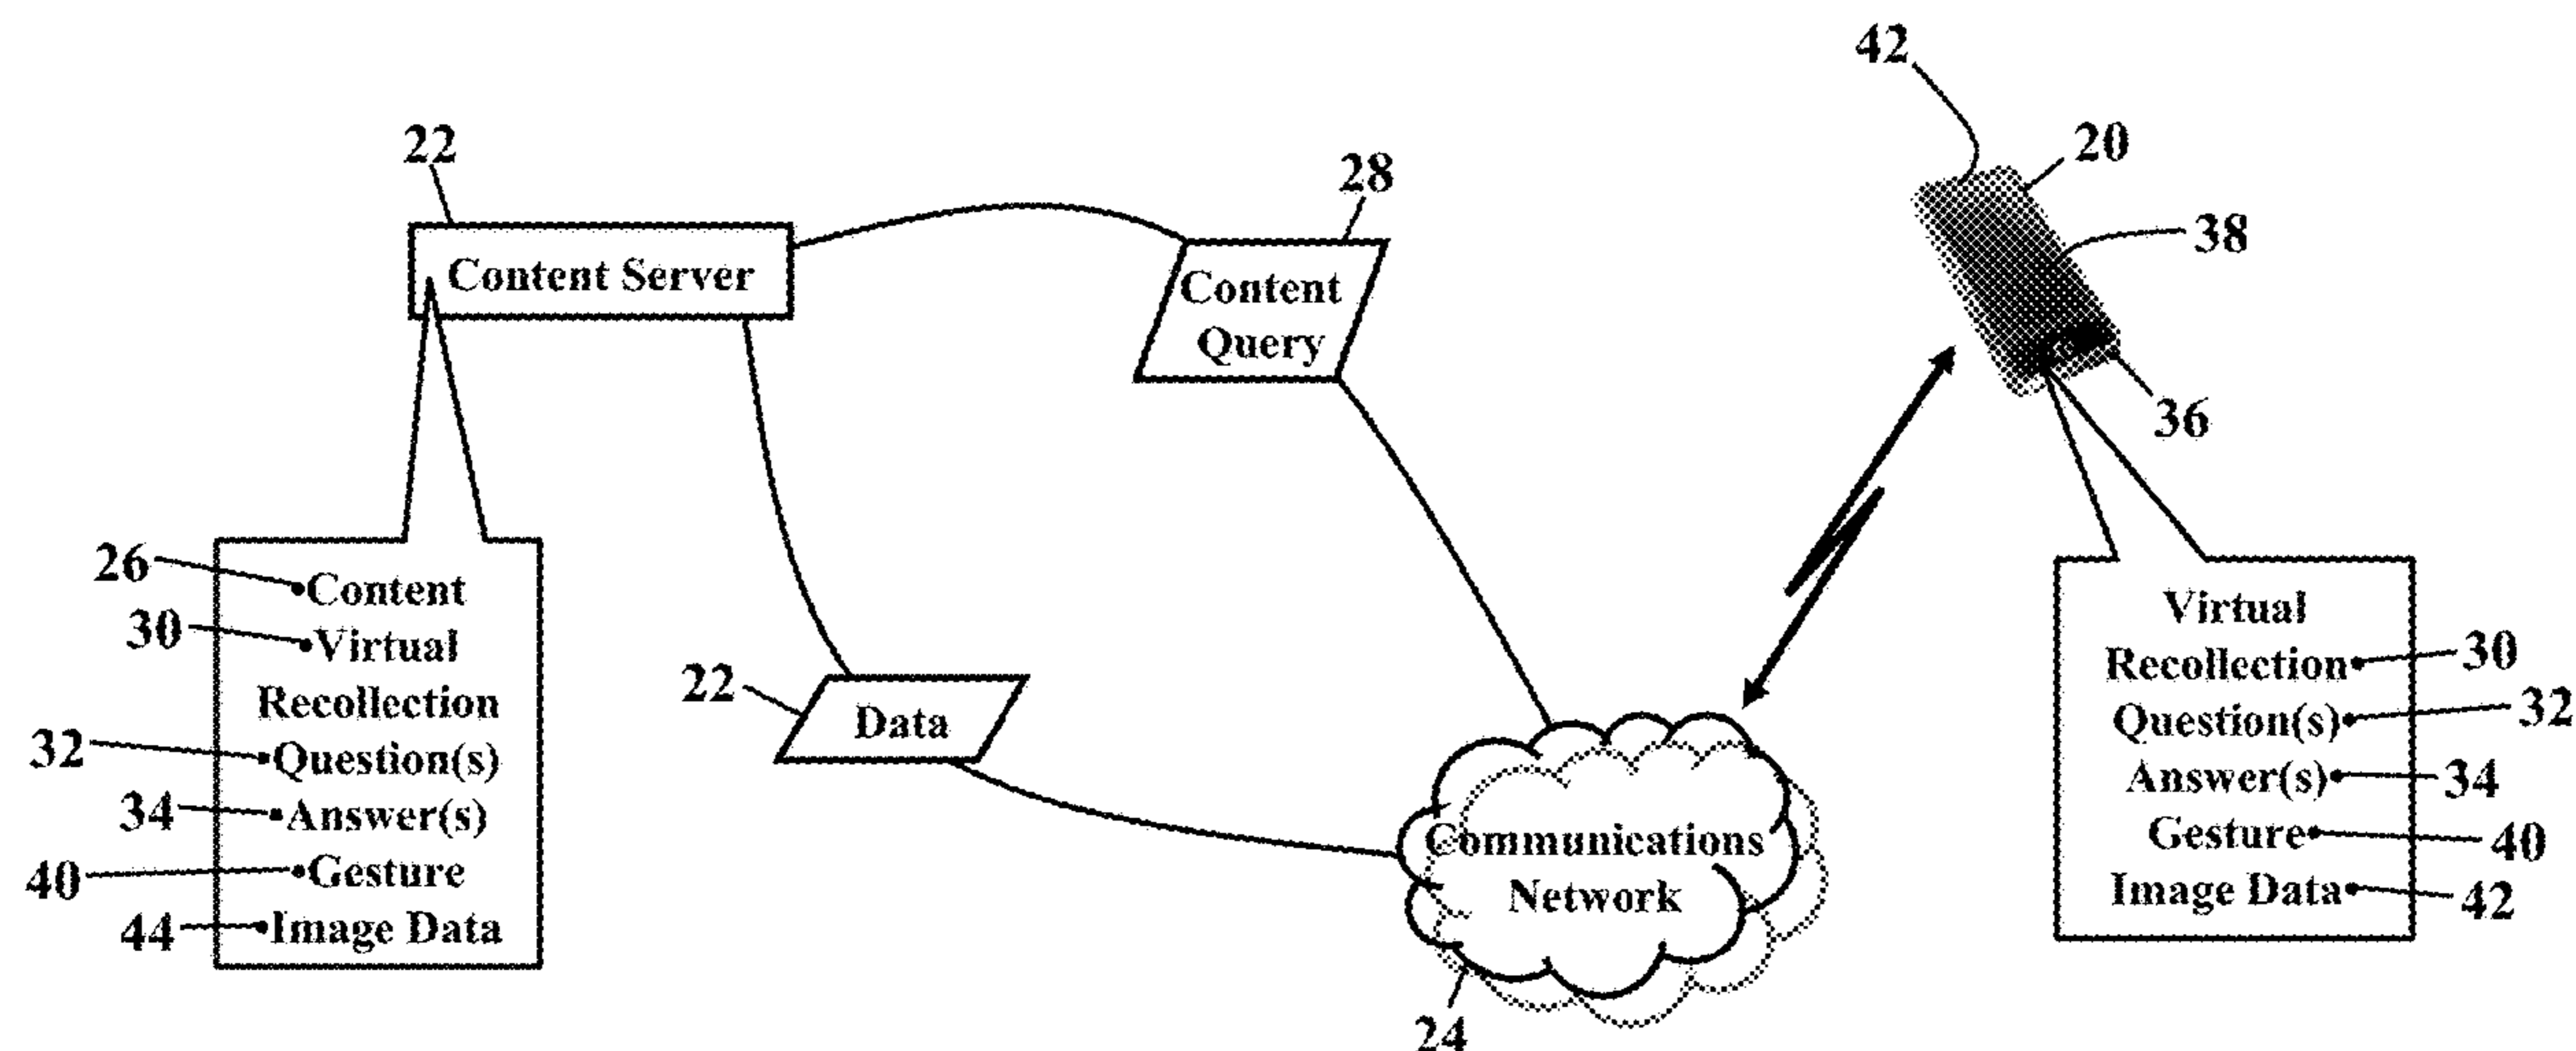 42
20
22
28
38
Content Server
Content
Query
36
26
•Content
30
•Virtual
Recollection
32
•Question(s)
34
•Answer(s)
40
•Gesture
44
•Image Data
22
Data
Communications
Network
24
Virtual
Recollection• 30
Question(s)• 32
Answer(s)• 34
Gesture• 40
Image Data• 42